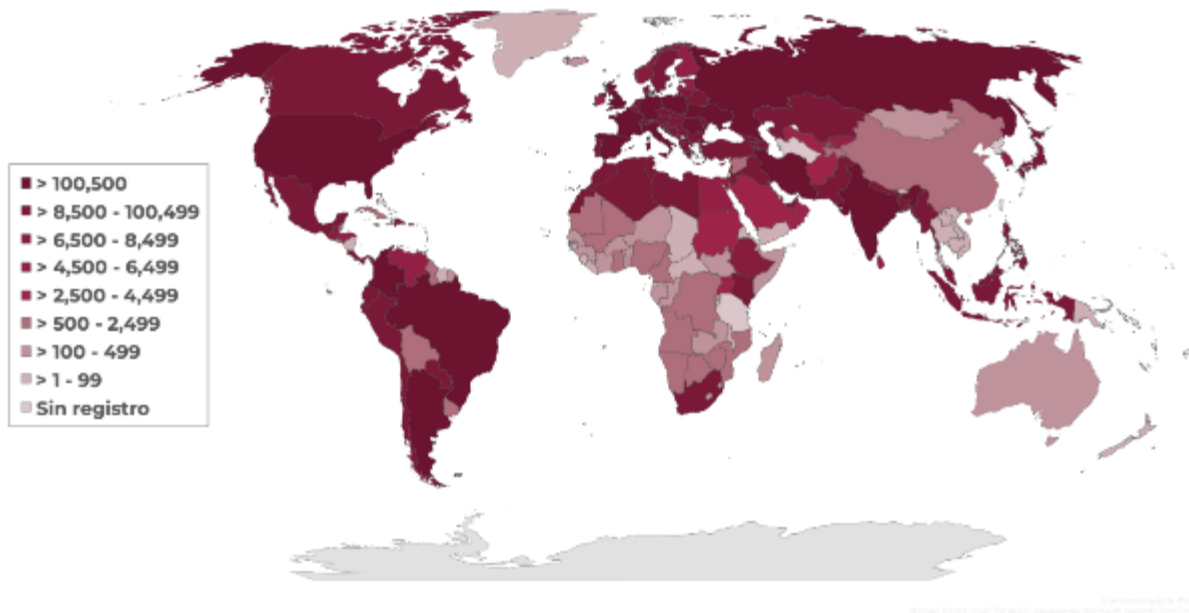 > 100,500
> 8,500 - 100,499
> 6,500 - 8,499
> 4,500 - 6,499
> 2,500 - 4,499
> 500 - 2,499
> 100 - 499
> 1 - 99
Sin registro